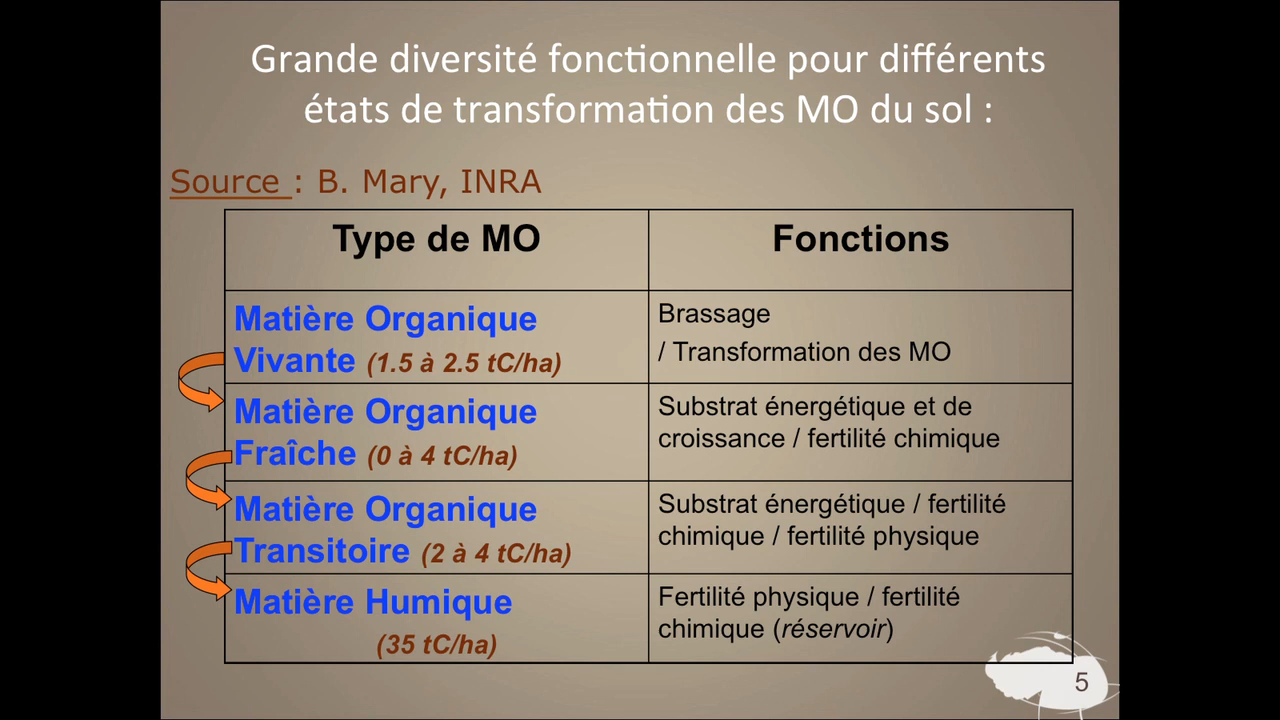 Grande diversité fonctionnelle pour différents
états de transformation des MO du sol :
Source : B. Mary, INRA
Type de MO
Fonctions
Matière Organique
Vivante (1.5 à 2.5 tC/ha)
Brassage
/ Transformation des MO
Matière Organique
Fraîche (0 à 4 tC/ha)
Substrat énergétique et de
croissance / fertilité chimique
Matière Organique
Transitoire (2 à 4 tC/ha)
Substrat énergétique / fertilité
chimique / fertilité physique
Matière Humique
(35 tC/ha)
Fertilité physique / fertilité
chimique (réservoir)
5